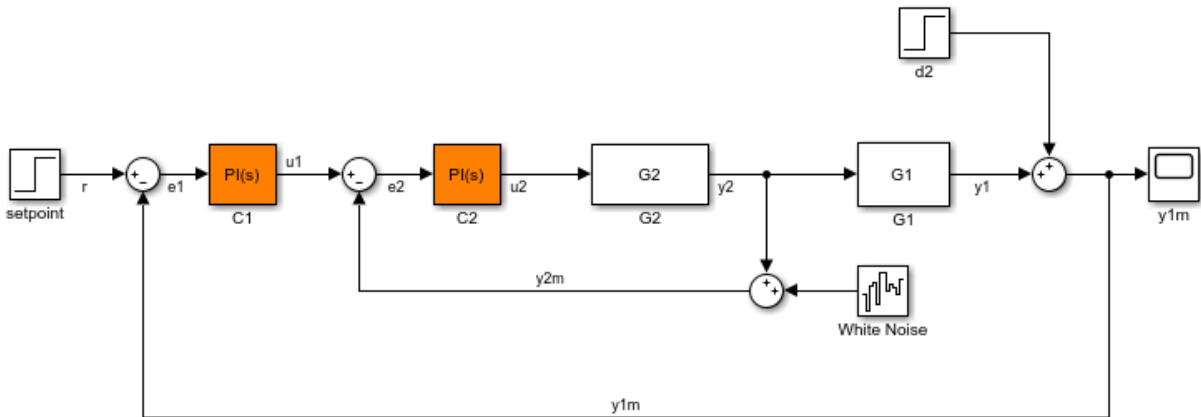 d2
PI(s)
PI(s)
G2
G1
r
e1
u1
e2
u2
y2
y1
setpoint
C1
C2
G2
G1
y1m
y2m
White Noise
y1m